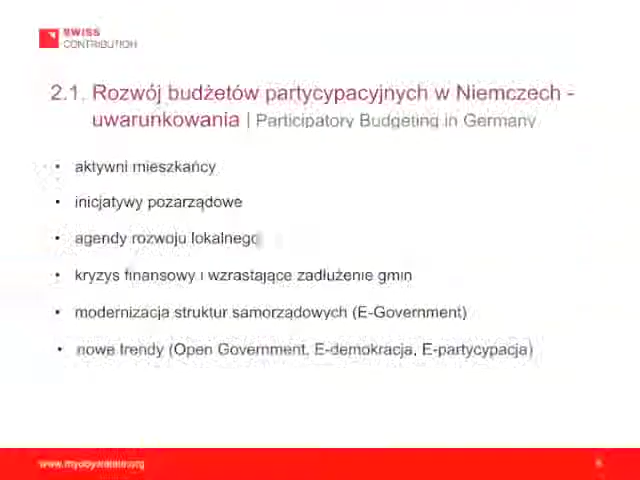 SWISS
CONTRIBUTION
2.1. Rozwój budżetów partycypacyjnych w Niemczech -
uwarunkowania | Participatory Budgeting in Germany
• aktywni mieszkańcy
• inicjatywy pozarządowe
• agendy rozwoju lokalnego
• kryzys finansowy i wzrastające zadłużenie gmin
• modernizacja struktur samorządowych (E-Government)
• nowe trendy (Open Government, E-demokracja, E-partycypacja)